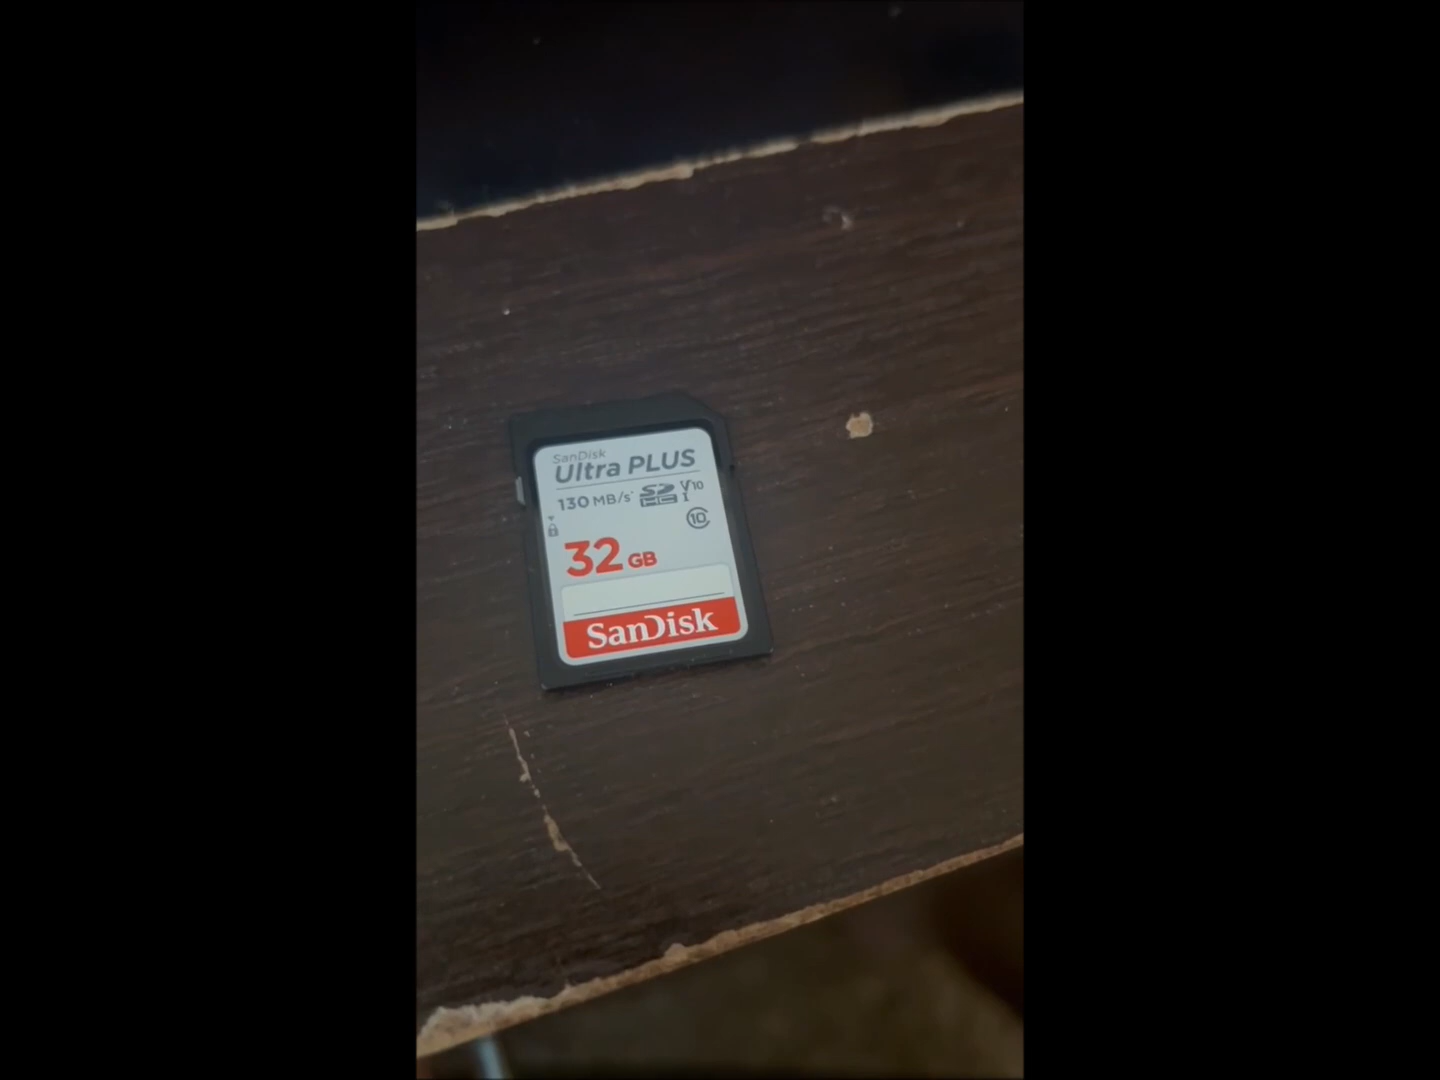 SanDisk
Ultra PLUS
130 MB/s* SD HC I V10
10
32 GB
SanDisk